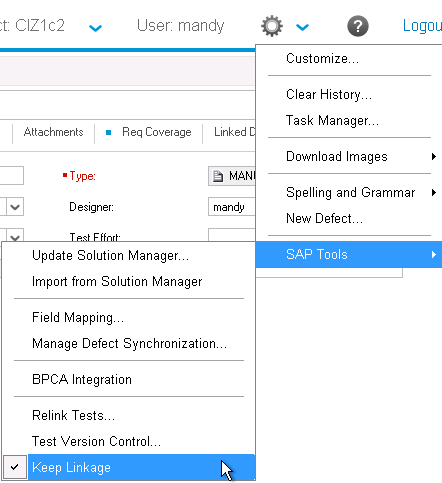 ct: CIZ1c2 User: mandy Logou
Customize...
Clear History...
Task Manager...
Attachments Req Coverage Linked D
Download Images
Type: MANU
Spelling and Grammar
Designer: mandy
New Defect...
Test Effort:
SAP Tools
Update Solution Manager...
Import from Solution Manager
Field Mapping...
Manage Defect Synchronization...
BPCA Integration
Relink Tests...
Test Version Control...
Keep Linkage